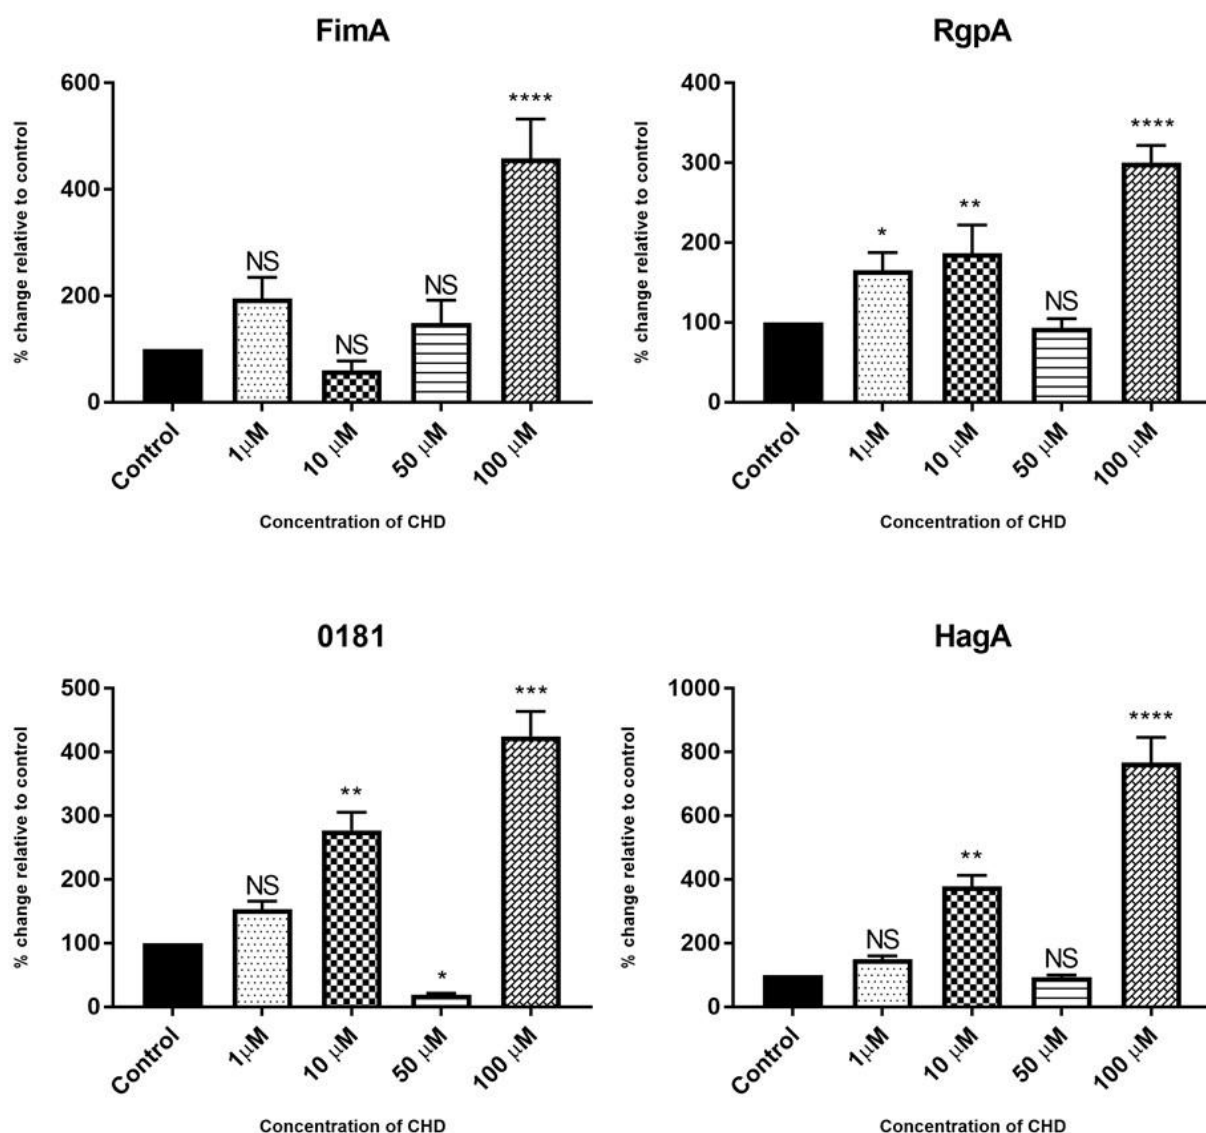 FimA
600
400
200
0
% change relative to control
NS
NS
NS
****
Control
1μM
10 μM
50 μM
100 μM
Concentration of CHD
RgpA
400
300
200
100
0
% change relative to control
*
**
NS
****
Control
1μM
10 μM
50 μM
100 μM
Concentration of CHD
0181
500
400
300
200
100
0
% change relative to control
NS
**
*
***
Control
1μM
10 μM
50 μM
100 μM
Concentration of CHD
HagA
1000
800
600
400
200
0
% change relative to control
NS
**
NS
****
Control
1μM
10 μM
50 μM
100 μM
Concentration of CHD